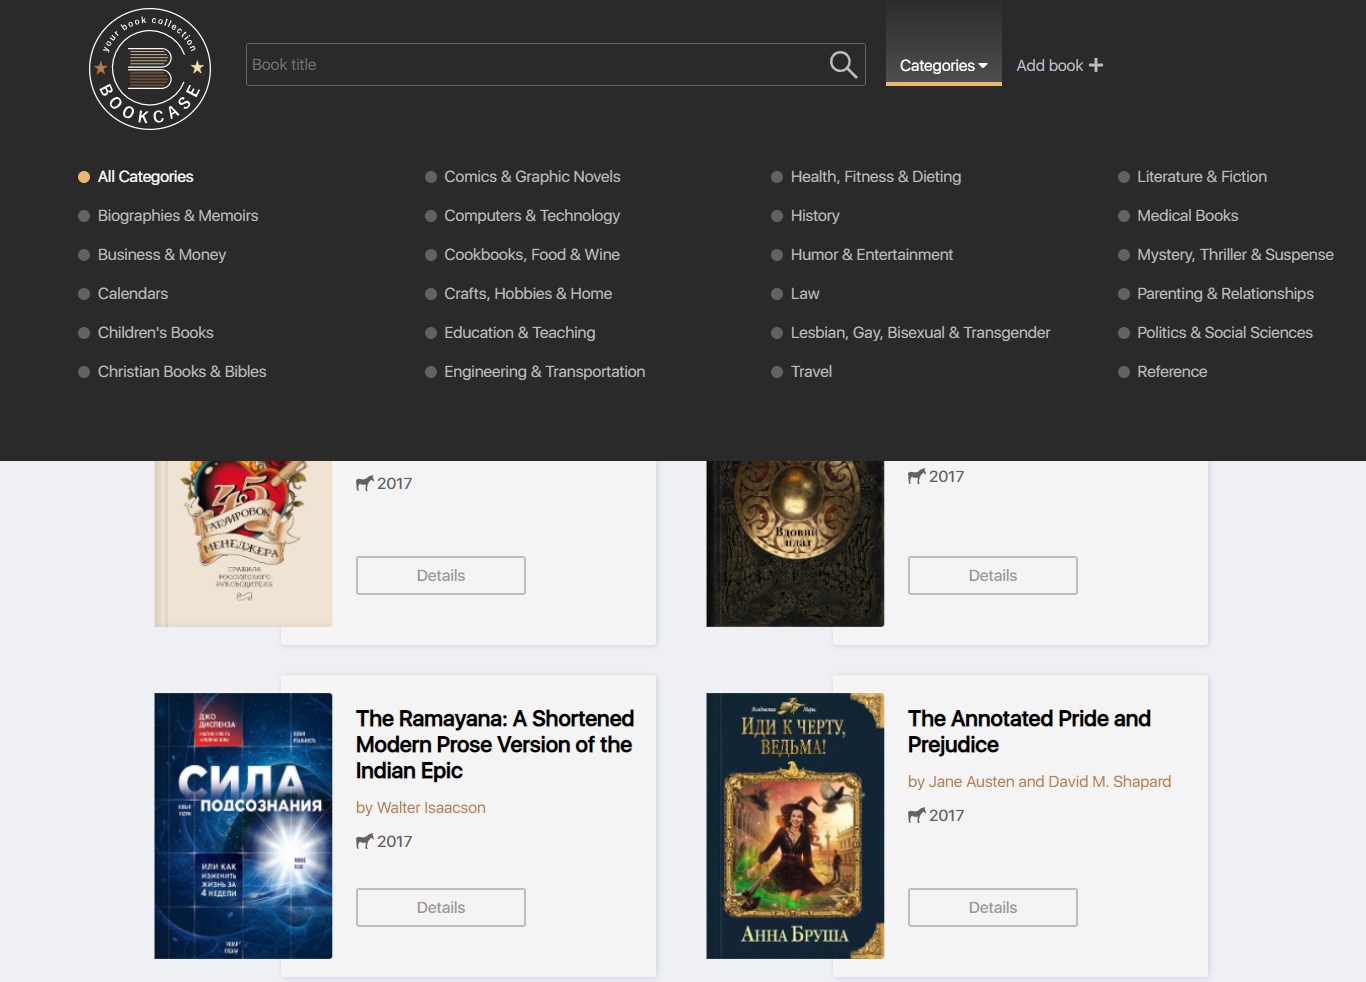 your book collection
BOOKCASE
Book title
Categories
Add book
All Categories
Biographies & Memoirs
Business & Money
Calendars
Children's Books
Christian Books & Bibles
Comics & Graphic Novels
Computers & Technology
Cookbooks, Food & Wine
Crafts, Hobbies & Home
Education & Teaching
Engineering & Transportation
Health, Fitness & Dieting
History
Humor & Entertainment
Law
Lesbian, Gay, Bisexual & Transgender
Travel
Literature & Fiction
Medical Books
Mystery, Thriller & Suspense
Parenting & Relationships
Politics & Social Sciences
Reference
45
ТАТУИРОВОК
МЕНЕДЖЕРА
ПРАВИЛА
РОССИЙСКОГО
РУКОВОДИТЕЛЯ
2017
Details
Вдовий
плат
2017
Details
ДЖО
ДИСПЕНЗА
СИЛА
ПОДСОЗНАНИЯ
ИЛИ КАК
ИЗМЕНИТЬ
ЖИЗНЬ ЗА
4 НЕДЕЛИ
The Ramayana: A Shortened
Modern Prose Version of the
Indian Epic
by Walter Isaacson
2017
Details
ИДИ К ЧЕРТУ,
ВЕДЬМА!
АННА БРУША
The Annotated Pride and
Prejudice
by Jane Austen and David M. Shapard
2017
Details